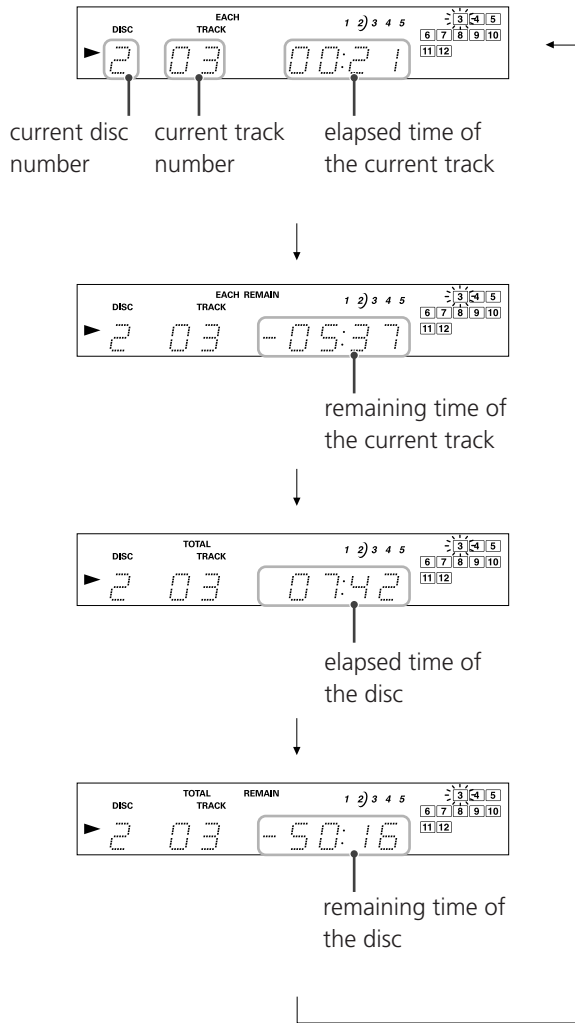 EACH
DISC TRACK 1 2) 3 4 5 3 4 5
6 7 8 9 10
2 03 00:21 11 12
current disc number
current track number
elapsed time of the current track
EACH REMAIN
DISC TRACK 1 2) 3 4 5 3 4 5
6 7 8 9 10
2 03 -05:37 11 12
remaining time of
the current track
TOTAL
DISC TRACK 1 2) 3 4 5 3 4 5
6 7 8 9 10
2 03 07:42 11 12
elapsed time of
the disc
TOTAL REMAIN
DISC TRACK 1 2) 3 4 5 3 4 5
6 7 8 9 10
2 03 -50:16 11 12
remaining time of
the disc